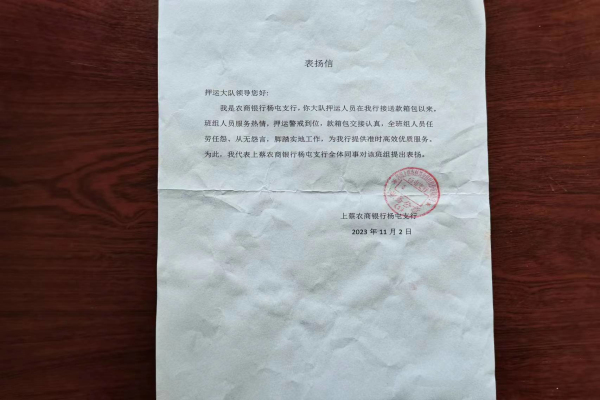 表扬信
押运大队领导您好:
我是农商银行杨屯支行，你大队押运人员在我行接送款箱包以来，
班组人员服务热情，押运警戒到位，款箱包交接认真，全班组人员任
劳任怨，从无怨言，脚踏实地工作，为我行提供准时高效优质服务，
为此，我代表上蔡农商银行杨屯支行全体同事对该班组提出表扬。
上蔡农商银行杨屯支行
2023 年 11 月 2 日